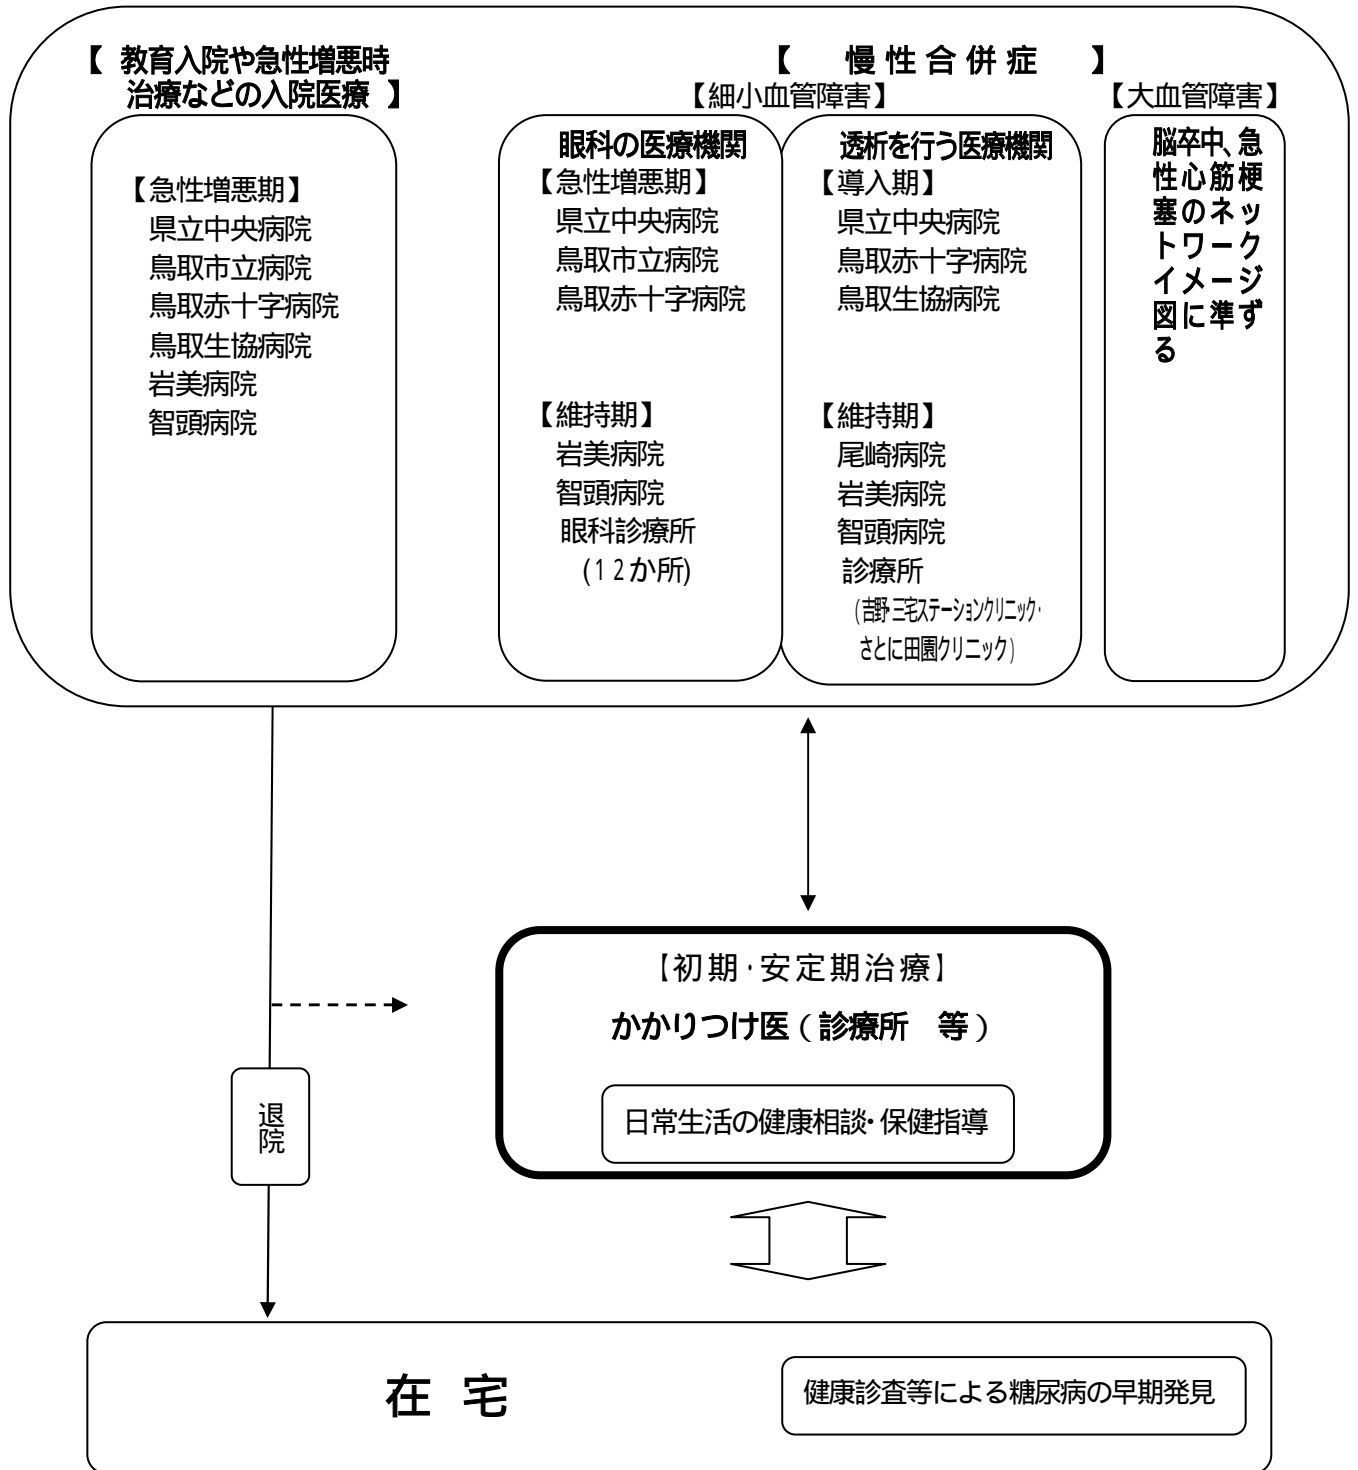 【 教育入院や急性増悪時
治療などの入院医療 】
【急性増悪期】
県立中央病院
鳥取市立病院
鳥取赤十字病院
鳥取生協病院
岩美病院
智頭病院
【 慢性合併症 】
【細小血管障害】
眼科の医療機関
【急性増悪期】
県立中央病院
鳥取市立病院
鳥取赤十字病院
【維持期】
岩美病院
智頭病院
眼科診療所
(12か所)
透析を行う医療機関
【導入期】
県立中央病院
鳥取赤十字病院
鳥取生協病院
【維持期】
尾崎病院
岩美病院
智頭病院
診療所
(吉野・三宅ステーションクリニック・
さとに田園クリニック)
【大血管障害】
脳卒中、急
性心筋梗
塞のネッ
トワーク
イメージ
図に準ず
る
【初期・安定期治療】
かかりつけ医(診療所 等)
日常生活の健康相談・保健指導
退院
在 宅
健康診査等による糖尿病の早期発見